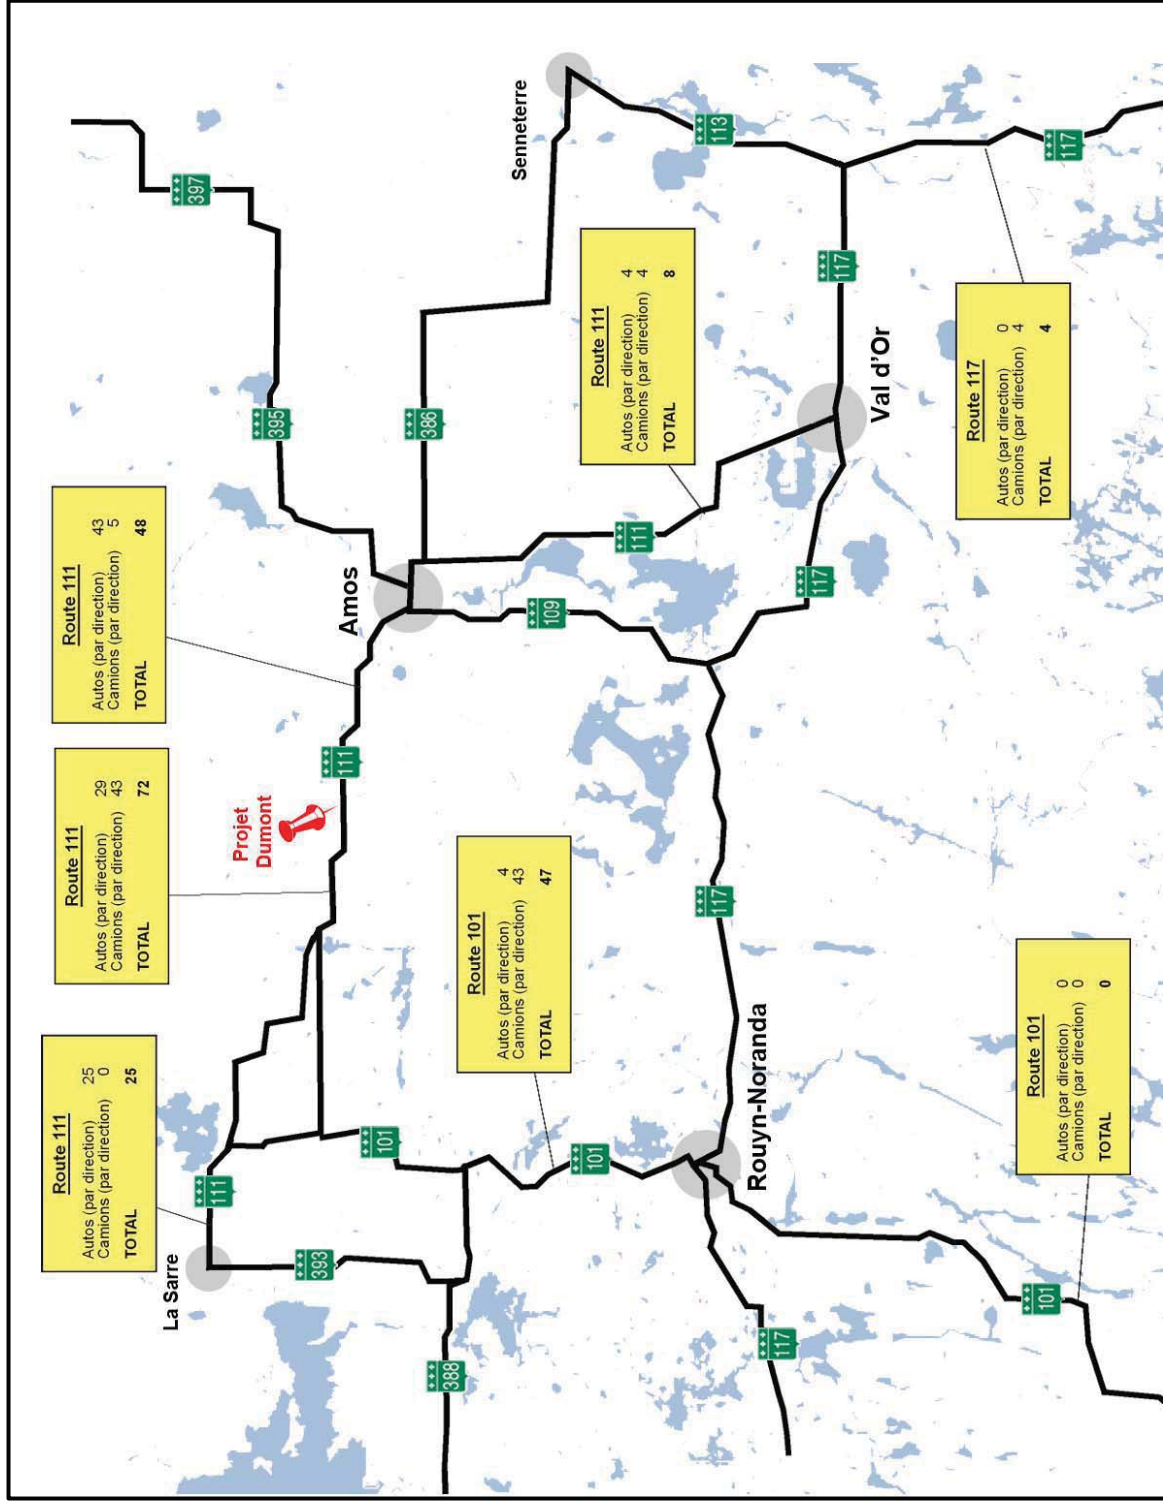 Route 111
Autos (par direction) 25
Camions (par direction) 0
TOTAL 25
Route 111
Autos (par direction) 29
Camions (par direction) 43
TOTAL 72
Route 111
Autos (par direction) 43
Camions (par direction) 5
TOTAL 48
La Sarre
397
111
Projet
Dumont
395
393
111
Amos
101
386
388
Route 101
Autos (par direction) 4
Camions (par direction) 43
TOTAL 47
Senneterre
109
101
Route 111
Autos (par direction) 4
Camions (par direction) 4
TOTAL 8
111
113
117
Rouyn-Noranda
117
117
117
Val d'Or
Route 117
Autos (par direction) 0
Camions (par direction) 4
TOTAL 4
101
117
Route 101
Autos (par direction) 0
Camions (par direction) 0
TOTAL 0